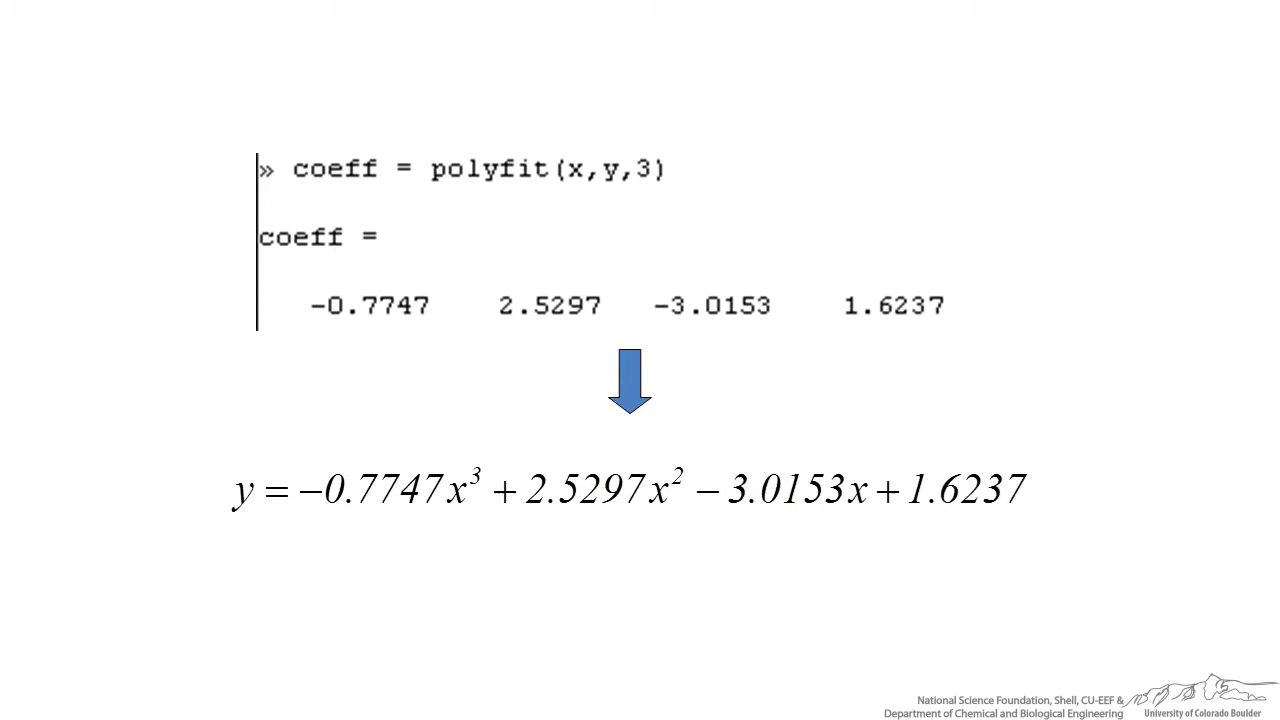 » coeff = polyfit(x,y,3)
coeff =
-0.7747 2.5297 -3.0153 1.6237
y = −0.7747x³ + 2.5297x² − 3.0153x + 1.6237
National Science Foundation, Shell, CU-EEF &
Department of Chemical and Biological Engineering
University of Colorado Boulder